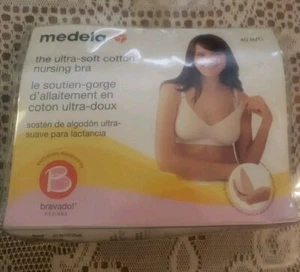 medela
the ultra-soft cotton
nursing bra
le soutien-gorge
d'allaitement en
coton ultra-doux
sostén de algodón ultra-
suave para lactancia
B
bravado!
DESIGNS